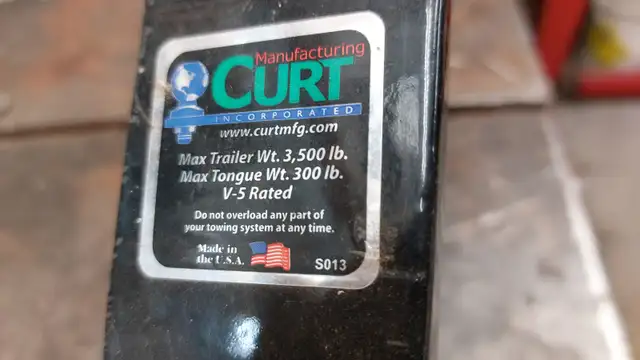 Manufacturing
CURT
INCORPORATED
www.curtmfg.com
Max Trailer Wt. 3,500 lb.
Max Tongue Wt. 300 lb.
V-5 Rated
Do not overload any part of
your towing system at any time.
Made in
the U.S.A.
S013